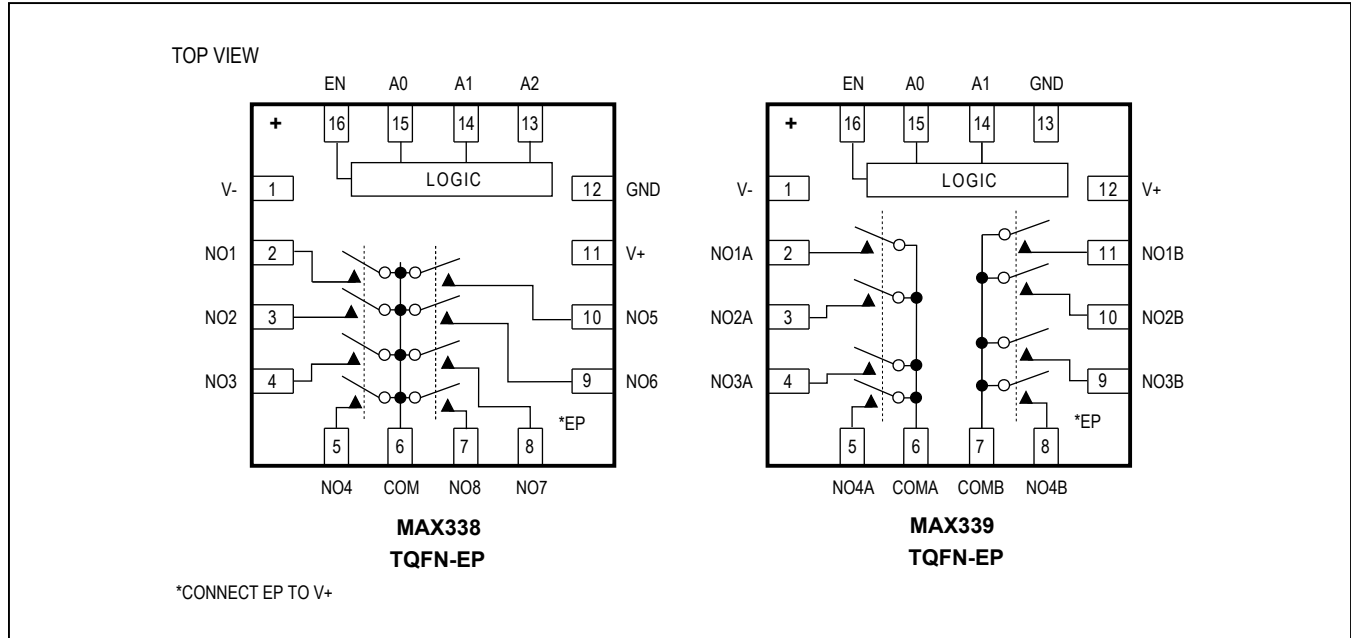 TOP VIEW
EN A0 A1 A2
+ 16 15 14 13
LOGIC
V- 1 12 GND
NO1 2 11 V+
NO2 3 10 NO5
NO3 4 9 NO6
*EP
5 6 7 8
NO4 COM NO8 NO7
MAX338
TQFN-EP
EN A0 A1 GND
+ 16 15 14 13
LOGIC
V- 1 12 V+
NO1A 2 11 NO1B
NO2A 3 10 NO2B
NO3A 4 9 NO3B
*EP
5 6 7 8
NO4A COMA COMB NO4B
MAX339
TQFN-EP
*CONNECT EP TO V+